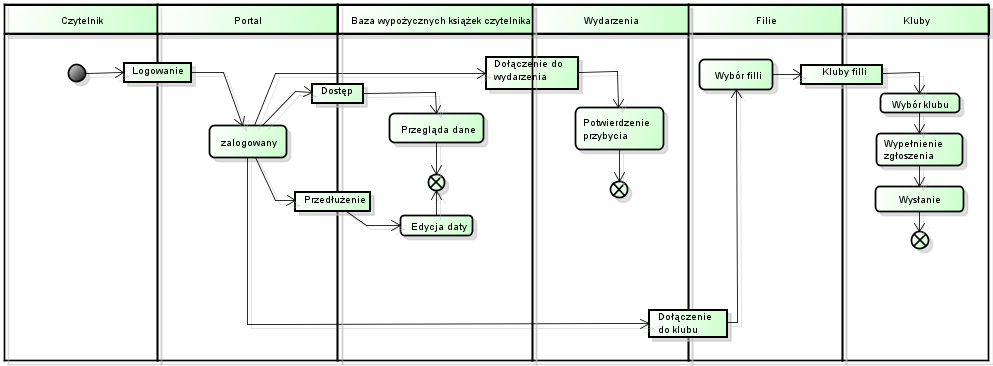 Czytelnik
Portal
Baza wypożycznych książek czytelnika
Wydarzenia
Filie
Kluby
Logowanie
zalogowany
Dostęp
Przegląda dane
Przedłużenie
Edycja daty
Dołączenie do
wydarzenia
Potwierdzenie
przybycia
Dołączenie
do klubu
Wybór filli
Kluby filli
Wybór klubu
Wypełnienie
zgłoszenia
Wysłanie